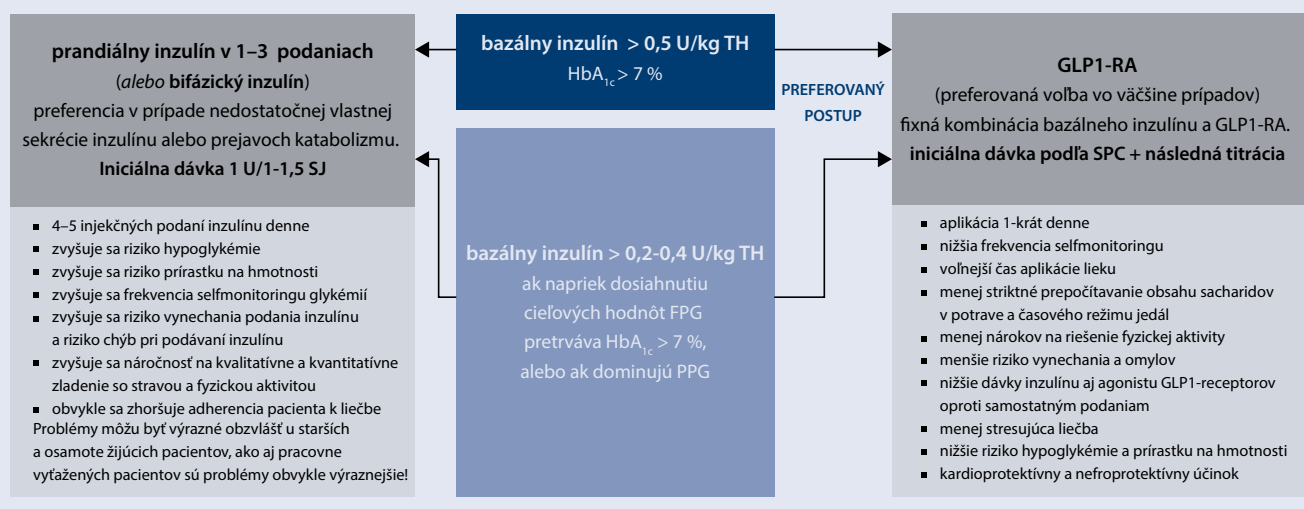 prandiálny inzulín v 1–3 podaniach
(alebo bifázický inzulín)
preferencia v prípade nedostatočnej vlastnej
sekrécie inzulínu alebo prejavoch katabolizmu.
Iniciálna dávka 1 U/1-1,5 SJ
▪ 4–5 injekčných podaní inzulínu denne
▪ zvyšuje sa riziko hypoglykémie
▪ zvyšuje sa riziko prírastku na hmotnosti
▪ zvyšuje sa frekvencia selfmonitoringu glykémií
▪ zvyšuje sa riziko vynechania podania inzulínu
a riziko chýb pri podávaní inzulínu
▪ zvyšuje sa náročnosť na kvalitatívne a kvantitatívne
zladenie so stravou a fyzickou aktivitou
▪ obvykle sa zhoršuje adherencia pacienta k liečbe
Problémy môžu byť výrazné obzvlášť u starších
a osamote žijúcich pacientov, ako aj pracovne
vyťažených pacientov sú problémy obvykle výraznejšie!
bazálny inzulín > 0,5 U/kg TH
HbA1c > 7 %
bazálny inzulín > 0,2-0,4 U/kg TH
ak napriek dosiahnutiu
cieľových hodnôt FPG
pretrváva HbA1c > 7 %,
alebo ak dominujú PPG
PREFEROVANÝ
POSTUP
GLP1-RA
(preferovaná voľba vo väčšine prípadov)
fixná kombinácia bazálneho inzulínu a GLP1-RA.
iniciálna dávka podľa SPC + následná titrácia
▪ aplikácia 1-krát denne
▪ nižšia frekvencia selfmonitoringu
▪ voľnejší čas aplikácie lieku
▪ menej striktné prepočítavanie obsahu sacharidov
v potrave a časového režimu jedál
▪ menej nárokov na riešenie fyzickej aktivity
▪ menšie riziko vynechania a omylov
▪ nižšie dávky inzulínu aj agonistu GLP1-receptorov
oproti samostatným podaniam
▪ menej stresujúca liečba
▪ nižšie riziko hypoglykémie a prírastku na hmotnosti
▪ kardioprotektívny a nefroprotektívny účinok